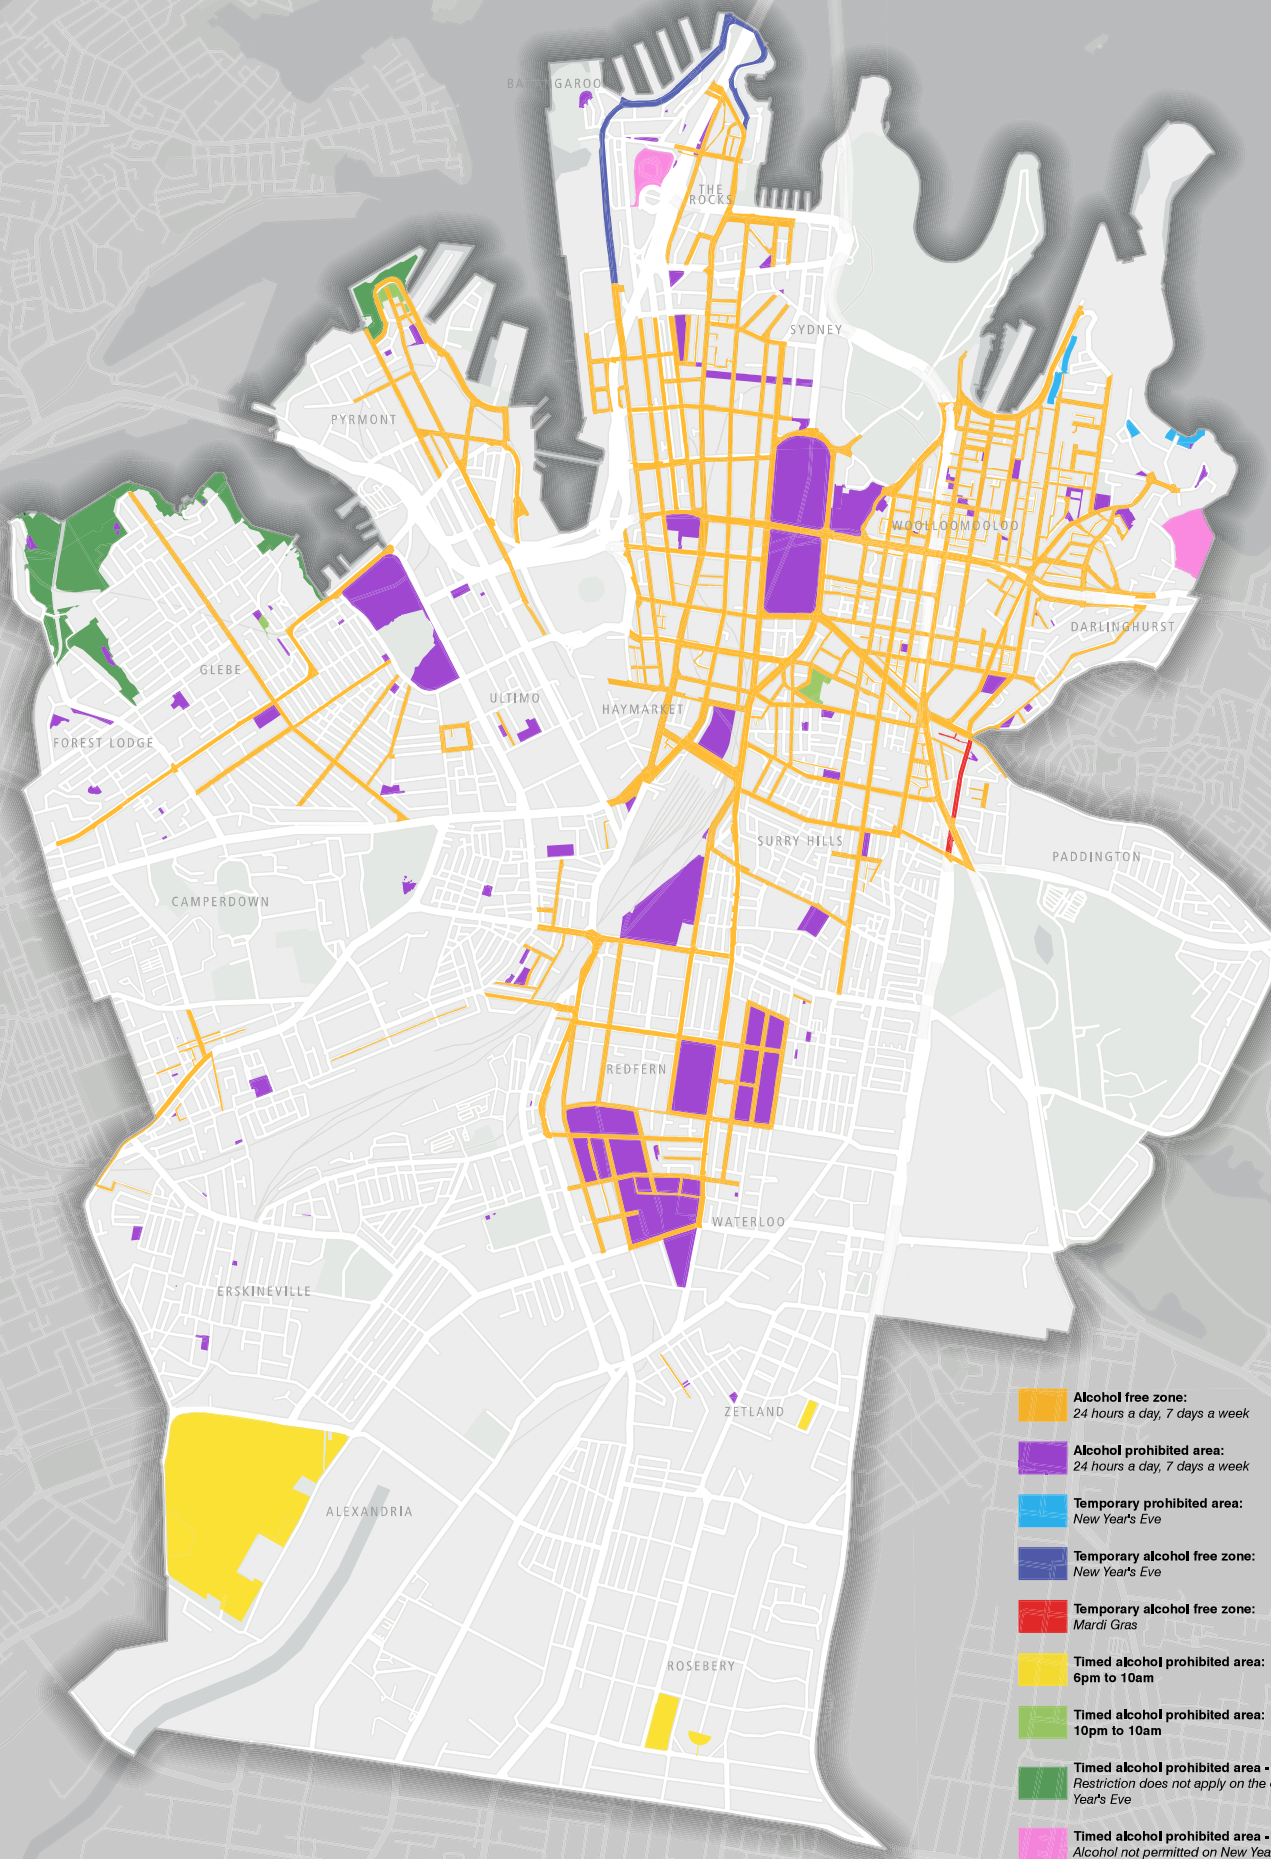 BARANGAROO
THE
ROCKS
SYDNEY
PYRMONT
WOOLLOOMOOLOO
DARLINGHURST
GLEBE
ULTIMO
HAYMARKET
FOREST LODGE
SURRY HILLS
PADDINGTON
CAMPERDOWN
REDFERN
WATERLOO
ERSKINEVILLE
ZETLAND
ALEXANDRIA
ROSEBERY
Alcohol free zone:
24 hours a day, 7 days a week
Alcohol prohibited area:
24 hours a day, 7 days a week
Temporary prohibited area:
New Year's Eve
Temporary alcohol free zone:
New Year's Eve
Temporary alcohol free zone:
Mardi Gras
Timed alcohol prohibited area:
6pm to 10am
Timed alcohol prohibited area:
10pm to 10am
Timed alcohol prohibited area -
Restriction does not apply on the
Year's Eve
Timed alcohol prohibited area -
Alcohol not permitted on New Yea